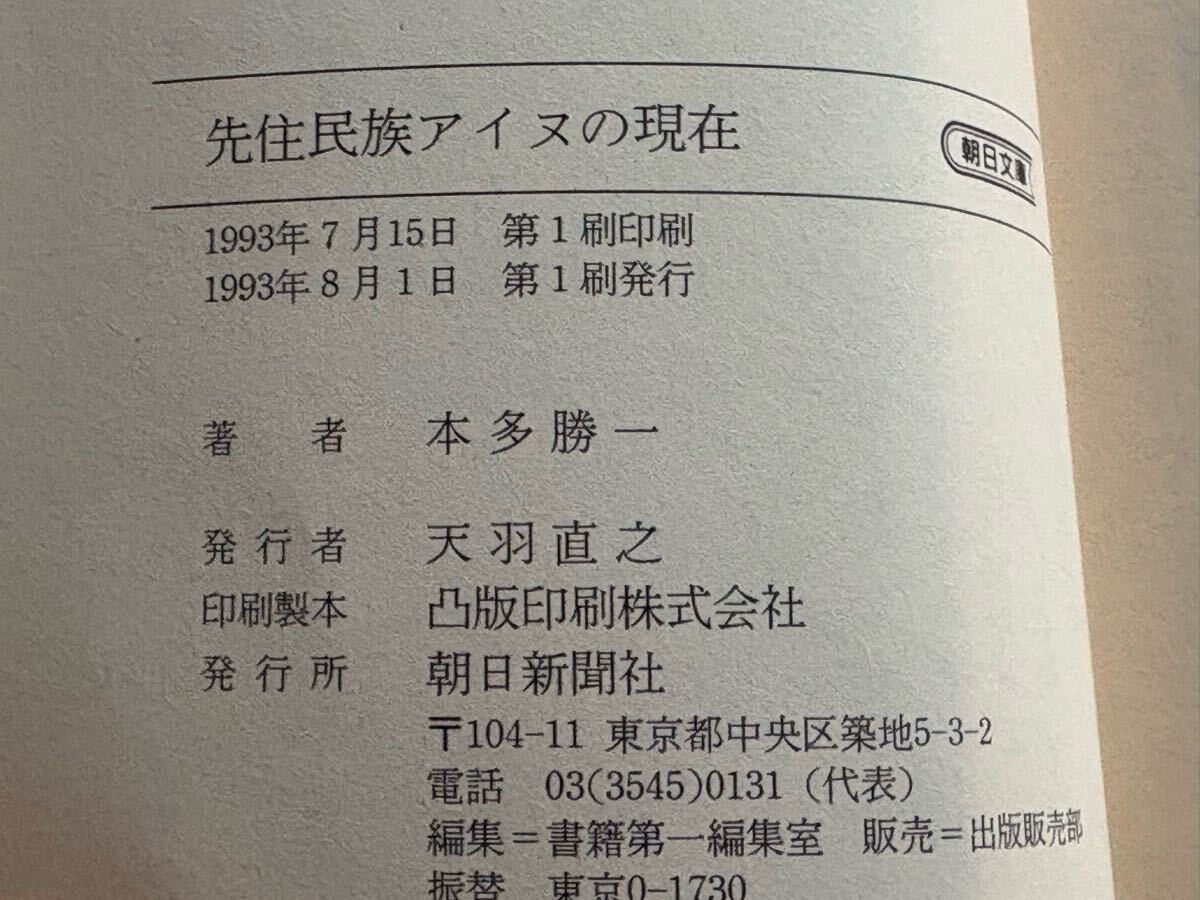 先住民族アイヌの現在
朝日文庫
1993年7月15日　第1刷印刷
1993年8月1日　第1刷発行
著　者　本多勝一
発行者　天羽直之
印刷製本　凸版印刷株式会社
発行所　朝日新聞社
〒104-11 東京都中央区築地5-3-2
電話　03(3545)0131（代表）
編集＝書籍第一編集室　販売＝出版販売部
振替　東京0-1730